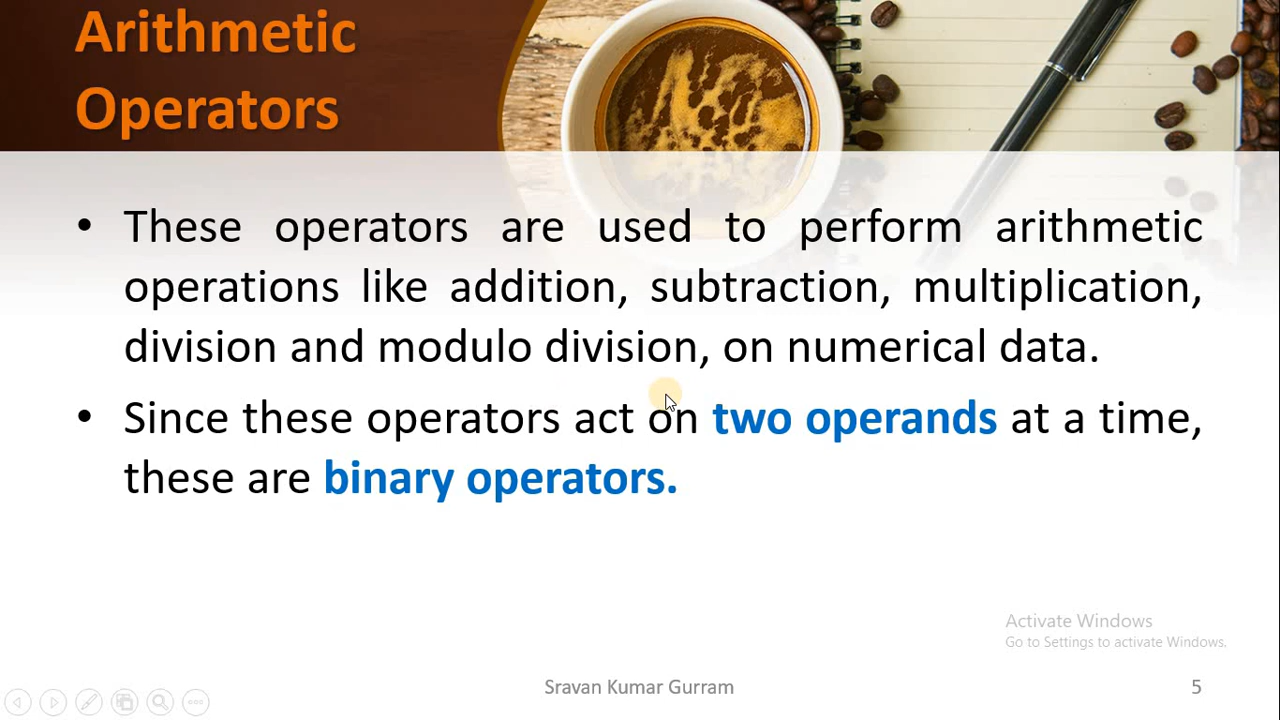 Arithmetic
Operators
• These operators are used to perform arithmetic
operations like addition, subtraction, multiplication,
division and modulo division, on numerical data.
• Since these operators act on two operands at a time,
these are binary operators.
Activate Windows
Go to Settings to activate Windows.
Sravan Kumar Gurram
5